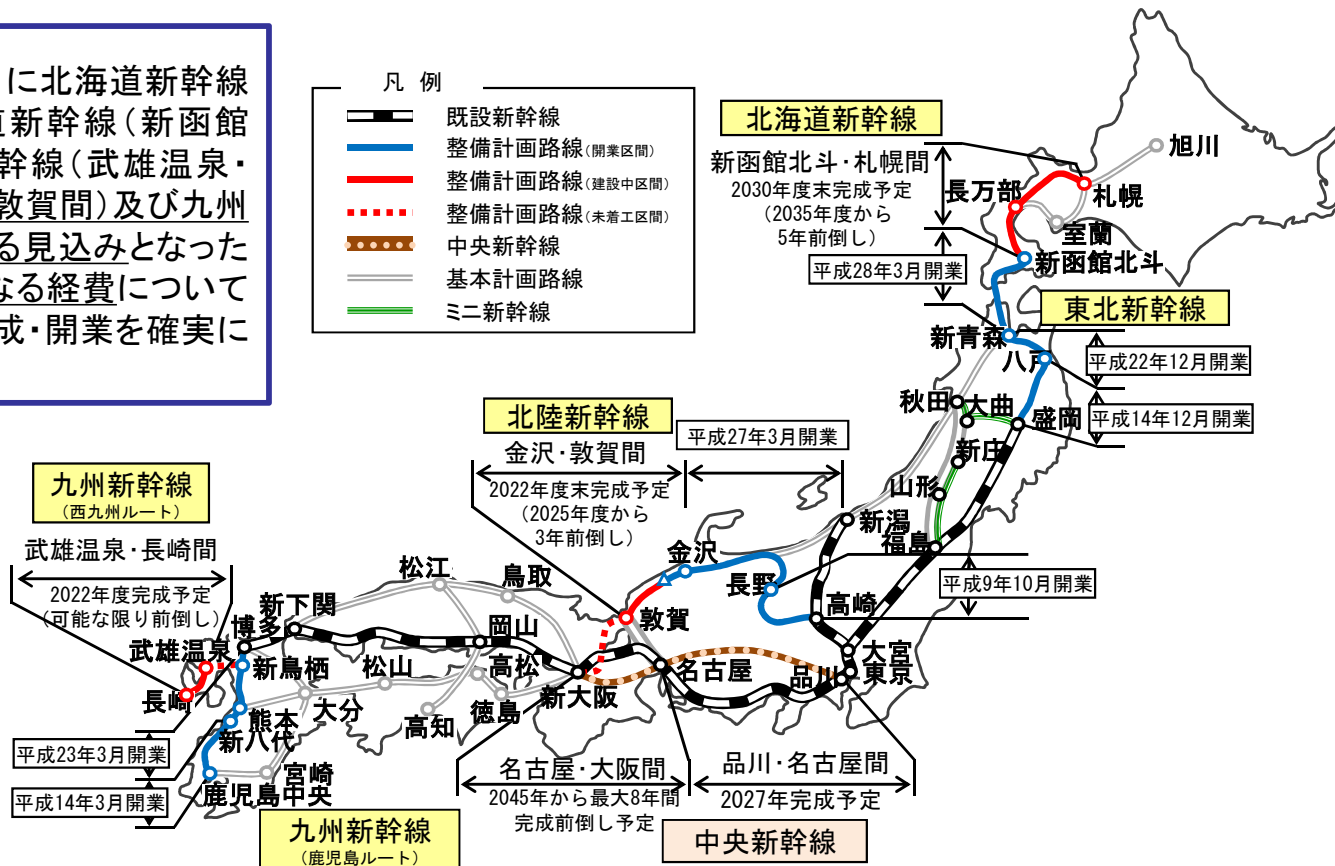 に北海道新幹線
道新幹線(新函館
幹線(武雄温泉・
敦賀間)及び九州
る見込みとなった
なる経費について
成・開業を確実に
凡 例
既設新幹線
整備計画路線(開業区間)
整備計画路線(建設中区間)
整備計画路線(未着工区間)
中央新幹線
基本計画路線
ミニ新幹線
北海道新幹線
新函館北斗・札幌間
2030年度末完成予定
(2035年度から
5年前倒し)
平成28年3月開業
旭川
札幌
長万部
室蘭
新函館北斗
東北新幹線
新青森
八戸
平成22年12月開業
平成14年12月開業
秋田
大曲
盛岡
新庄
山形
新潟
福島
平成9年10月開業
北陸新幹線
金沢・敦賀間
2022年度末完成予定
(2025年度から
3年前倒し)
平成27年3月開業
金沢
長野
高崎
敦賀
大宮
東京
品川
名古屋
新大阪
九州新幹線
(西九州ルート)
武雄温泉・長崎間
2022年度完成予定
(可能な限り前倒し)
松江
鳥取
新下関
博多
岡山
武雄温泉
新鳥栖
松山
高松
長崎
熊本
大分
高知
徳島
新八代
平成23年3月開業
宮崎
平成14年3月開業
鹿児島中央
九州新幹線
(鹿児島ルート)
名古屋・大阪間
2045年から最大8年間
完成前倒し予定
品川・名古屋間
2027年完成予定
中央新幹線